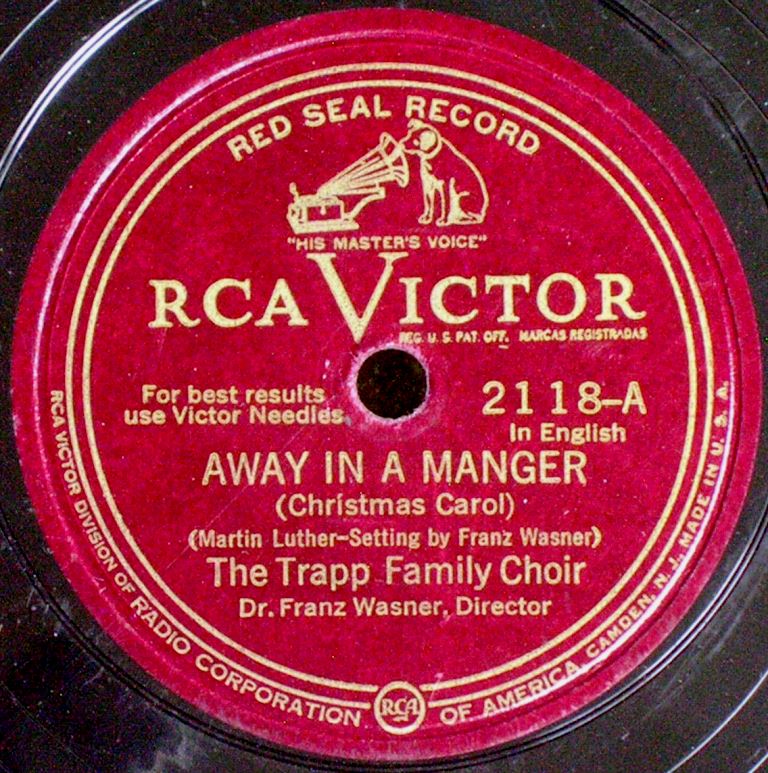 RED SEAL RECORD
"HIS MASTER'S VOICE"
RCA VICTOR
REG. U. S. PAT. OFF. MARCAS REGISTRADAS
For best results
use Victor Needles
2118-A
In English
AWAY IN A MANGER
(Christmas Carol)
(Martin Luther-Setting by Franz Wasner)
The Trapp Family Choir
Dr. Franz Wasner, Director
RCA VICTOR DIVISION OF RADIO CORPORATION OF AMERICA, CAMDEN, N. J., MADE IN U. S. A.
RCA